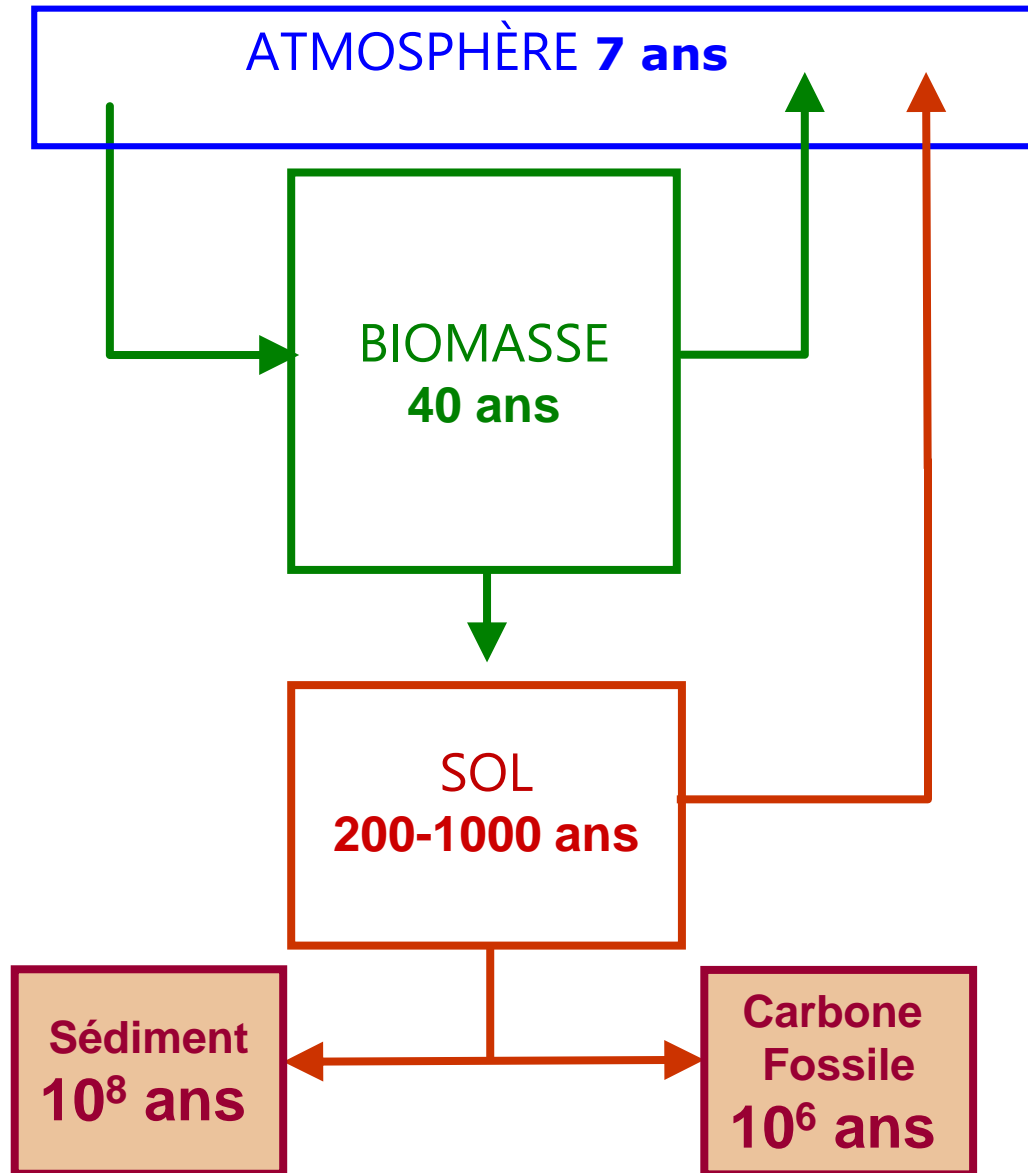 ATMOSPHÈRE 7 ans
BIOMASSE
40 ans
SOL
200-1000 ans
Sédiment
10⁸ ans
Carbone
Fossile
10⁶ ans